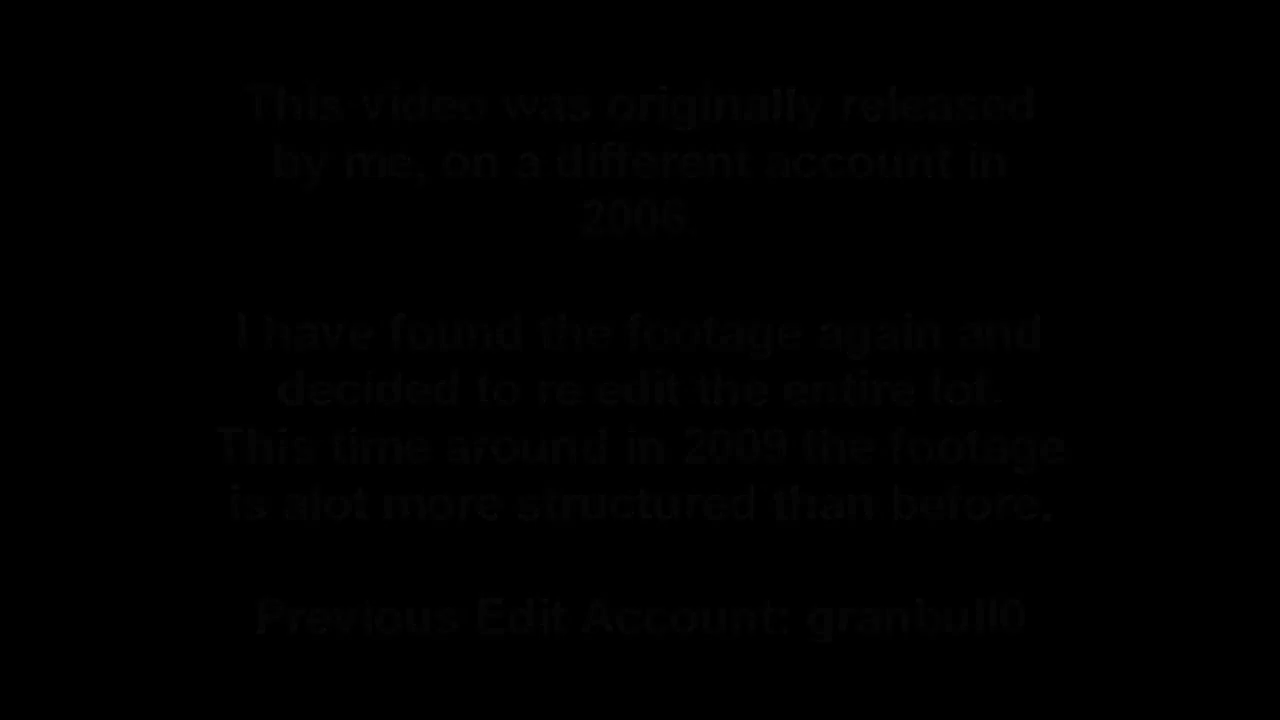 This video was originally released
by me, on a different account in
2006.
I have found the footage again and
decided to re edit the entire lot.
This time around in 2009 the footage
is alot more structured than before.
Previous Edit Account: granbull0